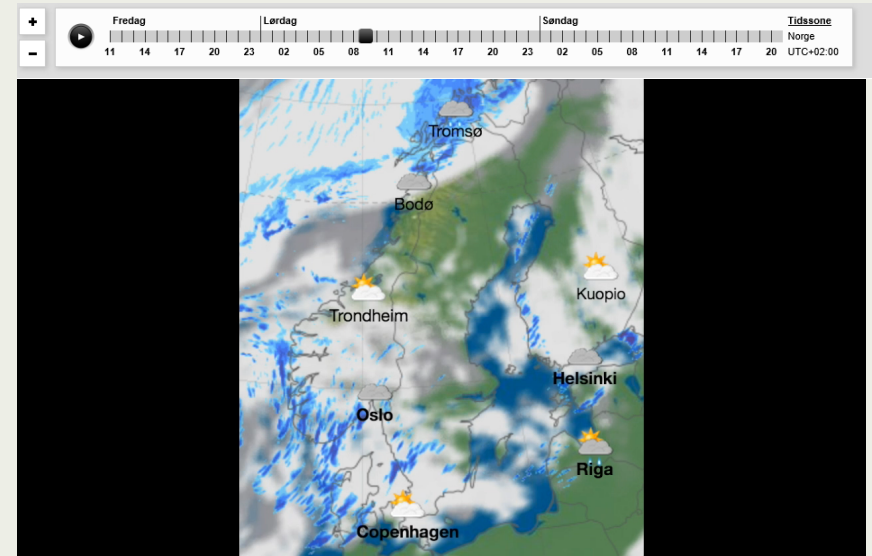 +
-
Fredag Lørdag Søndag Tidssone
Norge
11 14 17 20 23 02 05 08 11 14 17 20 23 02 05 08 11 14 17 20 UTC+02:00
Tromsø
Bodø
Kuopio
Trondheim
Helsinki
Oslo
Riga
Copenhagen